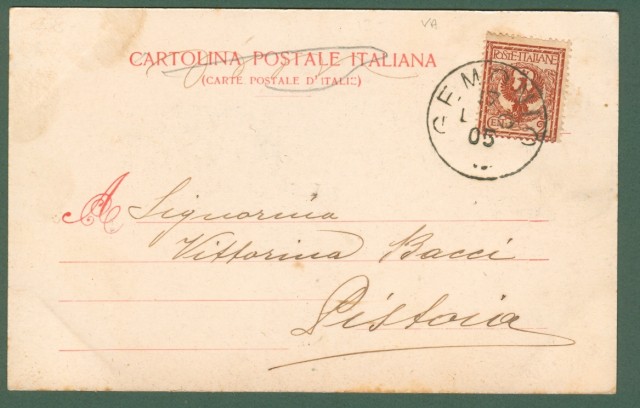 VA
CARTOLINA POSTALE ITALIANA
(CARTE POSTALE D'ITALIE)
POSTE ITALIANE
05
A Signorina
Vittorina Bacci
Pistoia